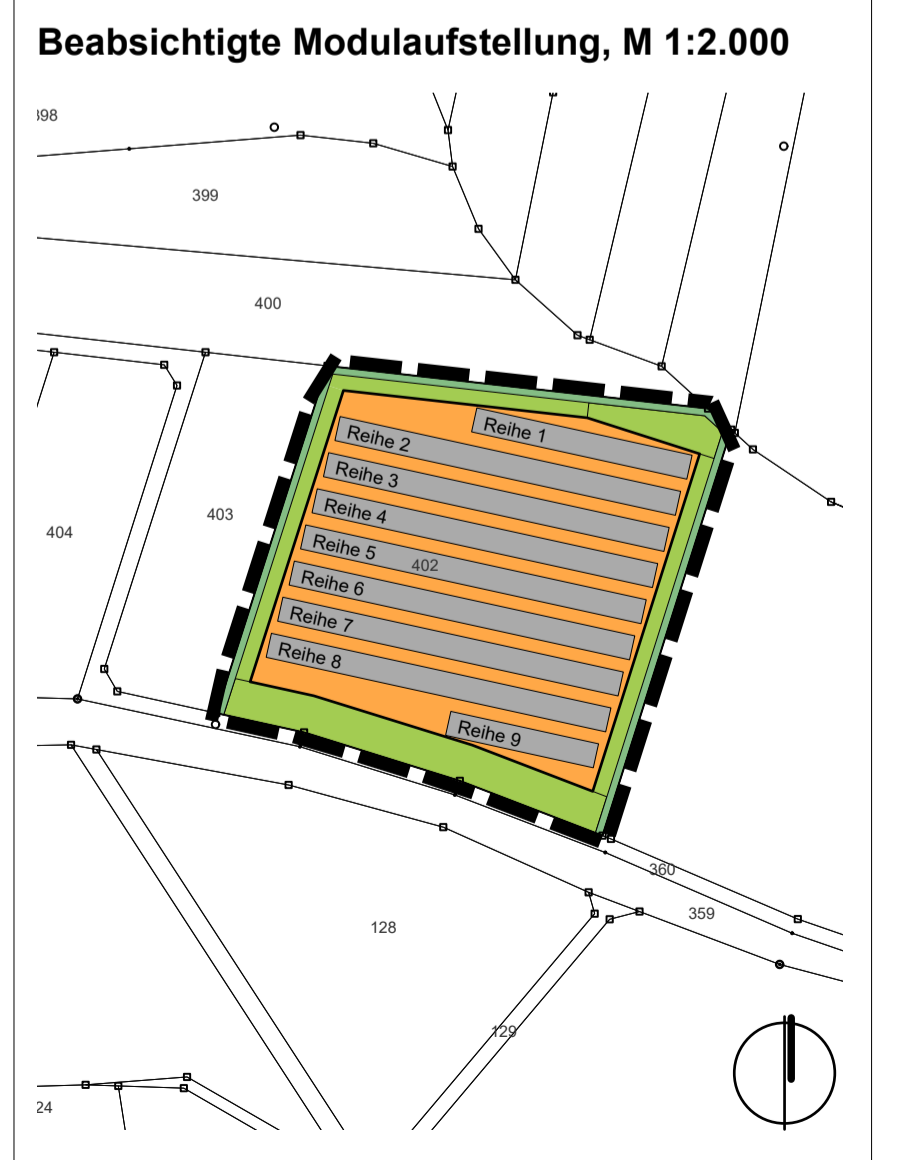 Beabsichtigte Modulaufstellung, M 1:2.000
399
400
Reihe 1
Reihe 2
Reihe 3
Reihe 4
403
404
Reihe 5
402
Reihe 6
Reihe 7
Reihe 8
Reihe 9
360
359
128
129
24